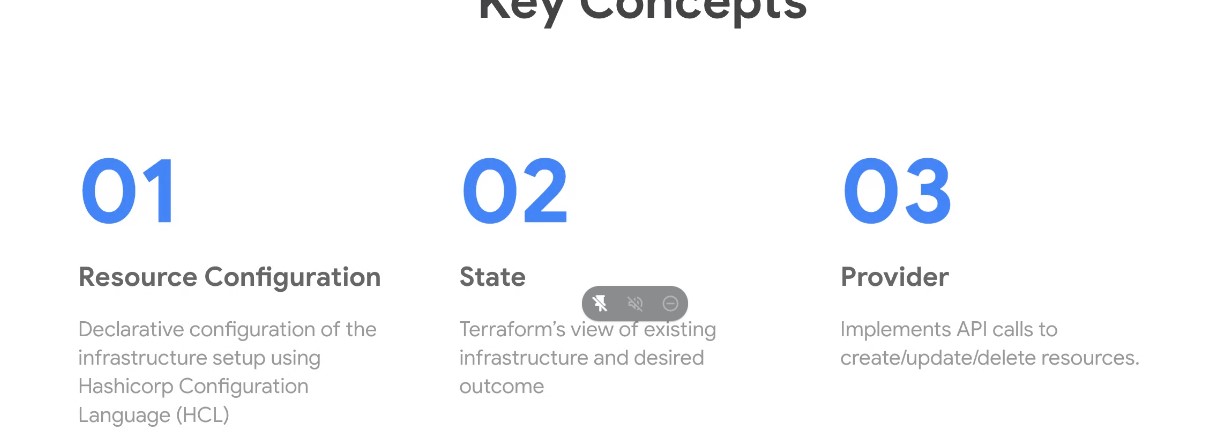 Key Concepts
01
Resource Configuration
Declarative configuration of the
infrastructure setup using
Hashicorp Configuration
Language (HCL)
02
State
Terraform's view of existing
infrastructure and desired
outcome
03
Provider
Implements API calls to
create/update/delete resources.